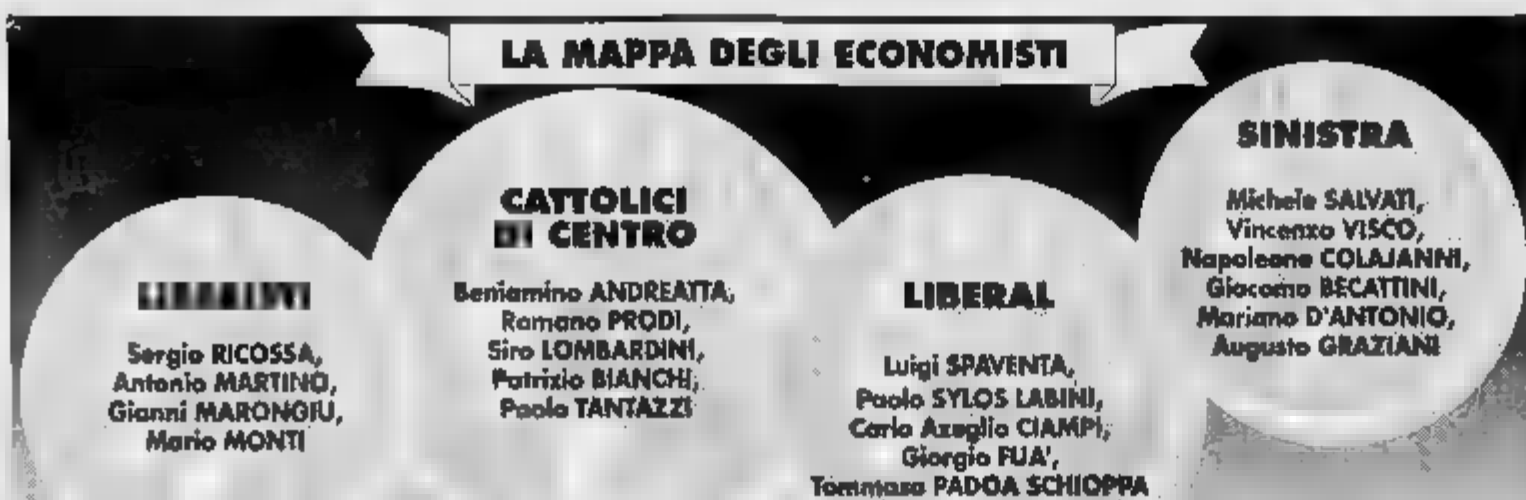 LA MAPPA DEGLI ECONOMISTI
LIBERISTI
Sergio RICOSSA,
Antonio MARTINO,
Gianni MARONGIU,
Mario MONTI
CATTOLICI
DI CENTRO
Beniamino ANDREATTA,
Romano PRODI,
Siro LOMBARDINI,
Patrizio BIANCHI,
Paolo TANTAZZI
LIBERAL
Luigi SPAVENTA,
Paolo SYLOS LABINI,
Carlo Azeglio CIAMPI,
Giorgio FUA',
Tommaso PADOA SCHIOPPA
SINISTRA
Michele SALVATI,
Vincenzo VISCO,
Napoleone COLAJANNI,
Giacomo BECATTINI,
Mariano D'ANTONIO,
Augusto GRAZIANI